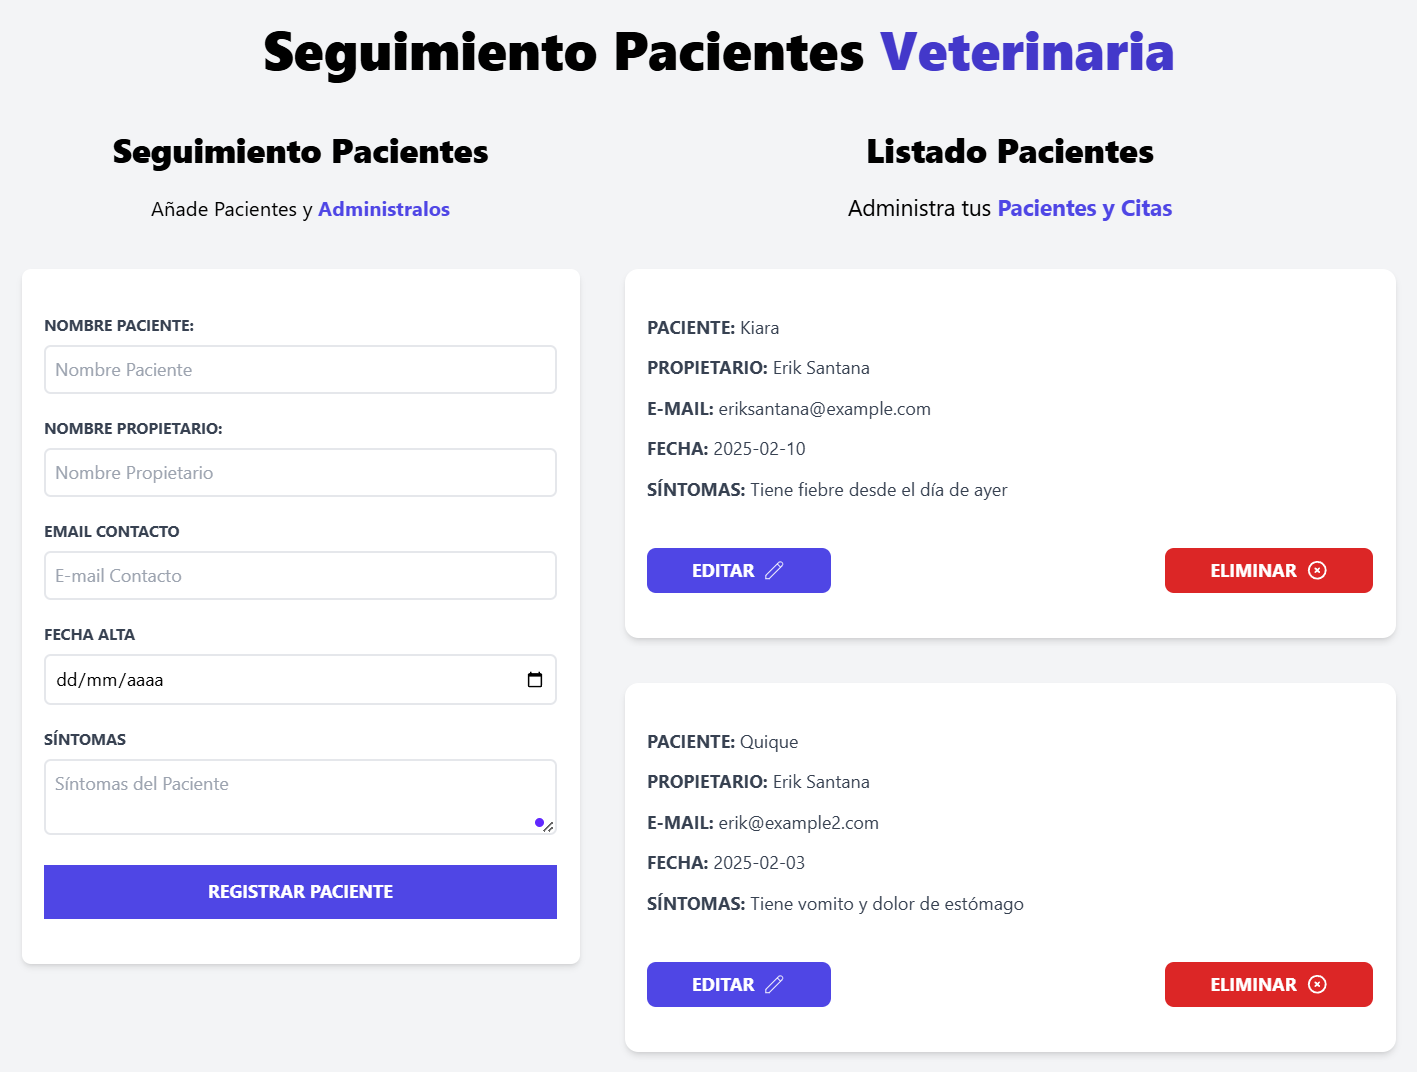 Seguimiento Pacientes Veterinaria
Seguimiento Pacientes
Añade Pacientes y Administralos
NOMBRE PACIENTE:
Nombre Paciente
NOMBRE PROPIETARIO:
Nombre Propietario
EMAIL CONTACTO
E-mail Contacto
FECHA ALTA
dd/mm/aaaa
SÍNTOMAS
Síntomas del Paciente
REGISTRAR PACIENTE
Listado Pacientes
Administra tus Pacientes y Citas
PACIENTE: Kiara
PROPIETARIO: Erik Santana
E-MAIL: eriksantana@example.com
FECHA: 2025-02-10
SÍNTOMAS: Tiene fiebre desde el día de ayer
EDITAR
ELIMINAR
PACIENTE: Quique
PROPIETARIO: Erik Santana
E-MAIL: erik@example2.com
FECHA: 2025-02-03
SÍNTOMAS: Tiene vomito y dolor de estómago
EDITAR
ELIMINAR